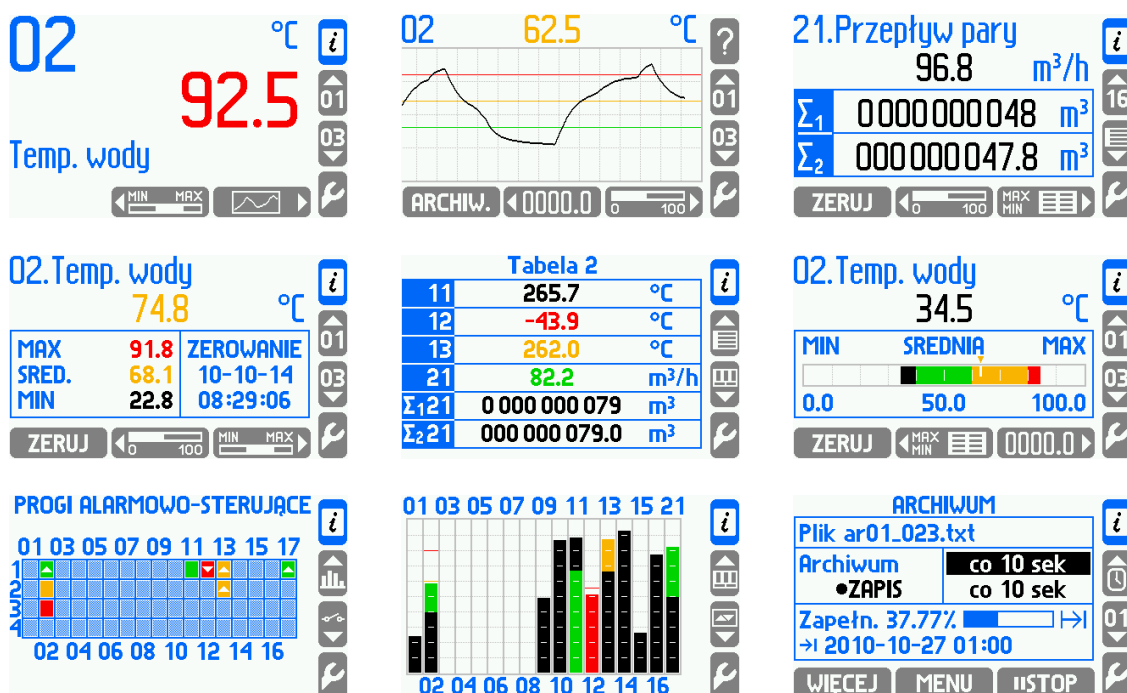 02 °C i
92.5
01
03
Temp. wody
MIN MAX
02 62.5 °C ?
01
03
ARCHIW. 0000.0 0 100
21.Przepływ pary i
96.8 m³/h
16
Σ1 0000000048 m³
Σ2 000000047.8 m³
ZERUJ 0 100 MAX MIN
02.Temp. wody i
74.8 °C
01
MAX 91.8 ZEROWANIE
SRED. 68.1 10-10-14
03
MIN 22.8 08:29:06
ZERUJ 0 100 MIN MAX
Tabela 2 i
11 265.7 °C
12 -43.9 °C
13 262.0 °C
21 82.2 m³/h
Σ121 0 000 000 079 m³
Σ221 000 000 079.0 m³
02.Temp. wody i
34.5 °C
01
MIN SREDNIA MAX
03
0.0 50.0 100.0
ZERUJ MAX MIN 0000.0
PROGI ALARMOWO-STERUJĄCE i
01 03 05 07 09 11 13 15 17
1
2
3
4
02 04 06 08 10 12 14 16
01 03 05 07 09 11 13 15 21 i
02 04 06 08 10 12 14 16
ARCHIWUM i
Plik ar01_023.txt
Archiwum co 10 sek
●ZAPIS co 10 sek
01
Zapełn. 37.77%
2010-10-27 01:00
WIĘCEJ MENU IISTOP